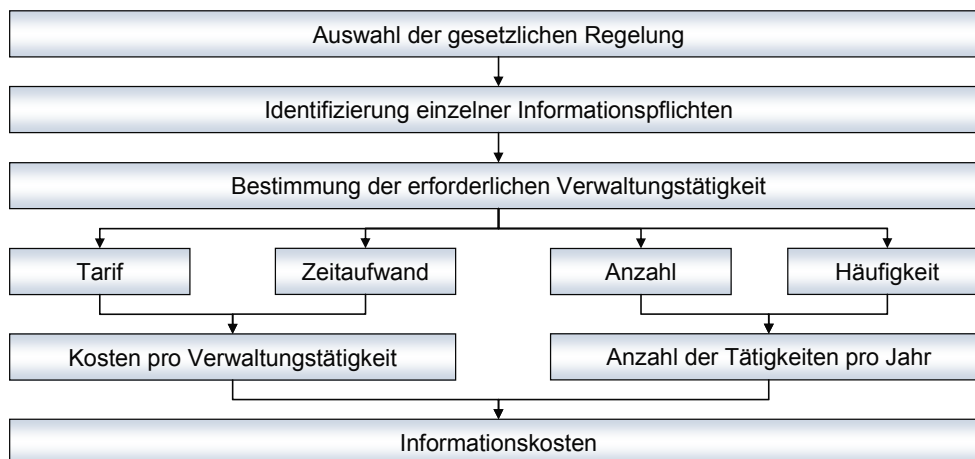 Auswahl der gesetzlichen Regelung
Identifizierung einzelner Informationspflichten
Bestimmung der erforderlichen Verwaltungstätigkeit
Tarif
Zeitaufwand
Anzahl
Häufigkeit
Kosten pro Verwaltungstätigkeit
Anzahl der Tätigkeiten pro Jahr
Informationskosten